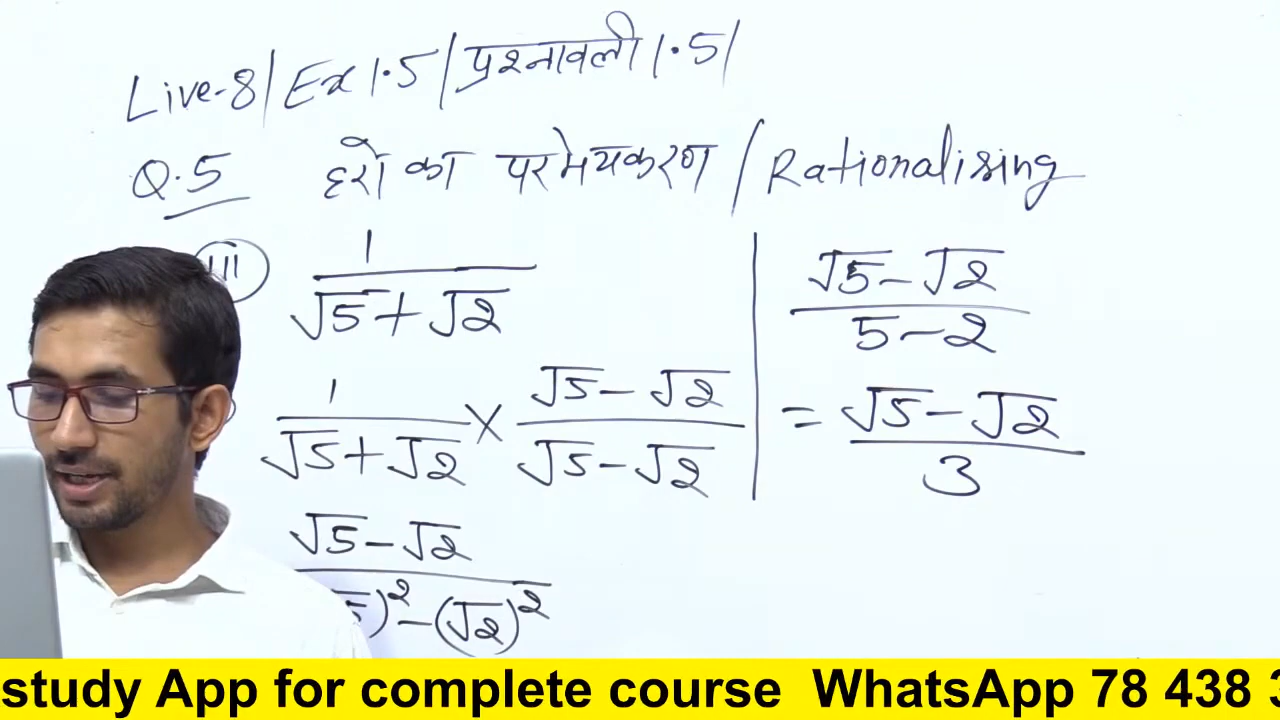 Live-8/ Ex 1.5/ प्रश्नावली 1.5/
Q.5 हरों का परमेयकरण / Rationalising
III
1
√5+√2
1/(√5+√2) × (√5-√2)/(√5-√2)
√5-√2
5)² - (√2)²
√5-√2
5-2
= (√5-√2)/3
study App for complete course WhatsApp 78 438 3